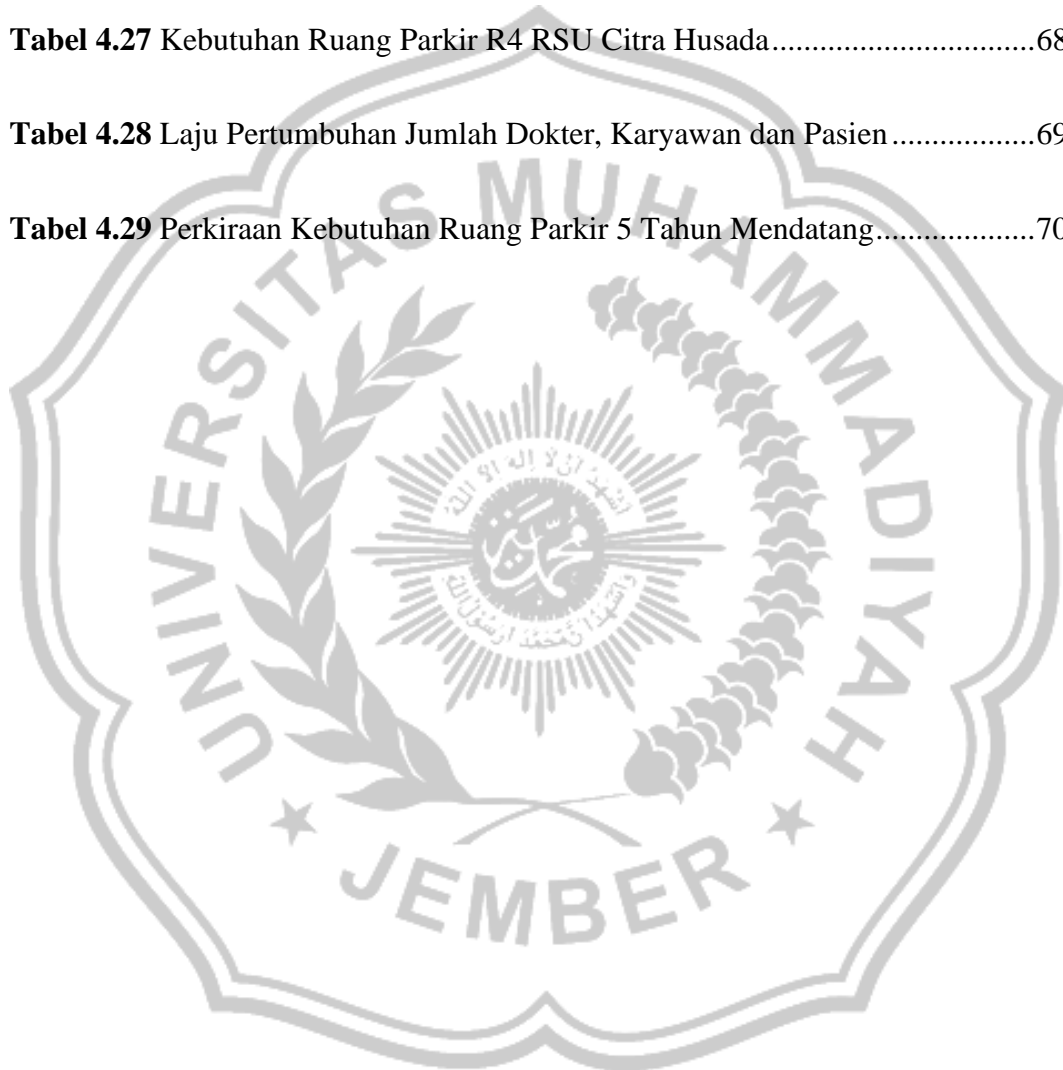 Tabel 4.27 Kebutuhan Ruang Parkir R4 RSU Citra Husada................................68
Tabel 4.28 Laju Pertumbuhan Jumlah Dokter, Karyawan dan Pasien..................69
Tabel 4.29 Perkiraan Kebutuhan Ruang Parkir 5 Tahun Mendatang...................70
UNIVERSITAS MUHAMMADIYAH
JEMBER